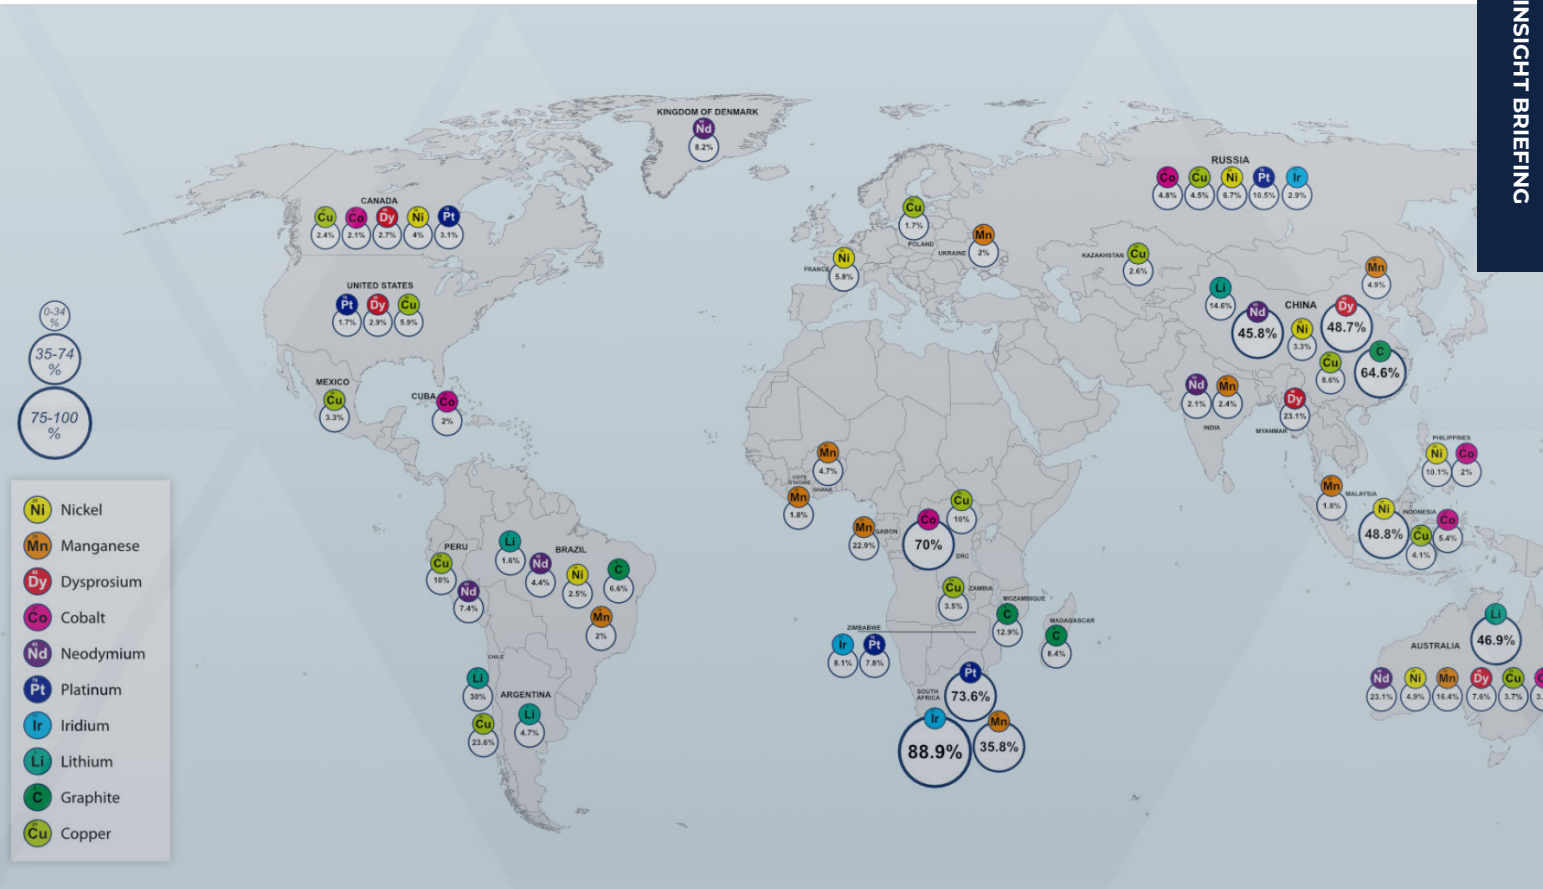 INSIGHT BRIEFING
KINGDOM OF DENMARK
Nd
8.2%
RUSSIA
Co Cu Ni Pt Ir
4.8% 4.5% 6.7% 10.5% 2.9%
CANADA
Cu Co Dy Ni Pt
2.4% 2.1% 2.7% 4% 3.1%
Cu
1.7%
POLAND
Mn
UKRAINE 2%
Ni
FRANCE
5.8%
KAZAKHSTAN Cu
2.6%
UNITED STATES
Pt Dy Cu
1.7% 2.9% 5.9%
CHINA
Li
14.6%
Nd
45.8%
Ni
3.3%
Dy
48.7%
Mn
4.9%
Cu
8.6%
C
64.6%
0-34
%
35-74
%
75-100
%
MEXICO
Cu
3.3%
CUBA Co
2%
Nd Mn
2.1% 2.4%
INDIA
Dy
23.1%
MYANMAR
PHILIPPINES
Ni Co
10.1% 2%
Mn
4.7%
COTE
D'IVOIRE
GHANA
Mn
1.8%
Mn GABON
22.9%
Co
70%
Cu
10%
DRC
Mn MALAYSIA
1.8%
Ni INDONESIA
48.8%
Cu
4.1%
Co
5.4%
PERU
Cu
10%
Nd
7.4%
BRAZIL
Li
1.6%
Nd
4.4%
Ni
2.5%
C
6.6%
Mn
2%
Cu ZAMBIA
3.5%
MOZAMBIQUE
C
12.9%
MADAGASCAR
C
8.4%
ZIMBABWE
Ir Pt
8.1% 7.8%
CHILE
Li
30%
Cu
23.6%
ARGENTINA
Li
4.7%
SOUTH
AFRICA
Pt
73.6%
Ir
88.9%
Mn
35.8%
AUSTRALIA
Li
46.9%
Nd Ni Mn Dy Cu
23.1% 4.9% 16.4% 7.6% 3.7% 3.
Ni Nickel
Mn Manganese
Dy Dysprosium
Co Cobalt
Nd Neodymium
Pt Platinum
Ir Iridium
Li Lithium
C Graphite
Cu Copper